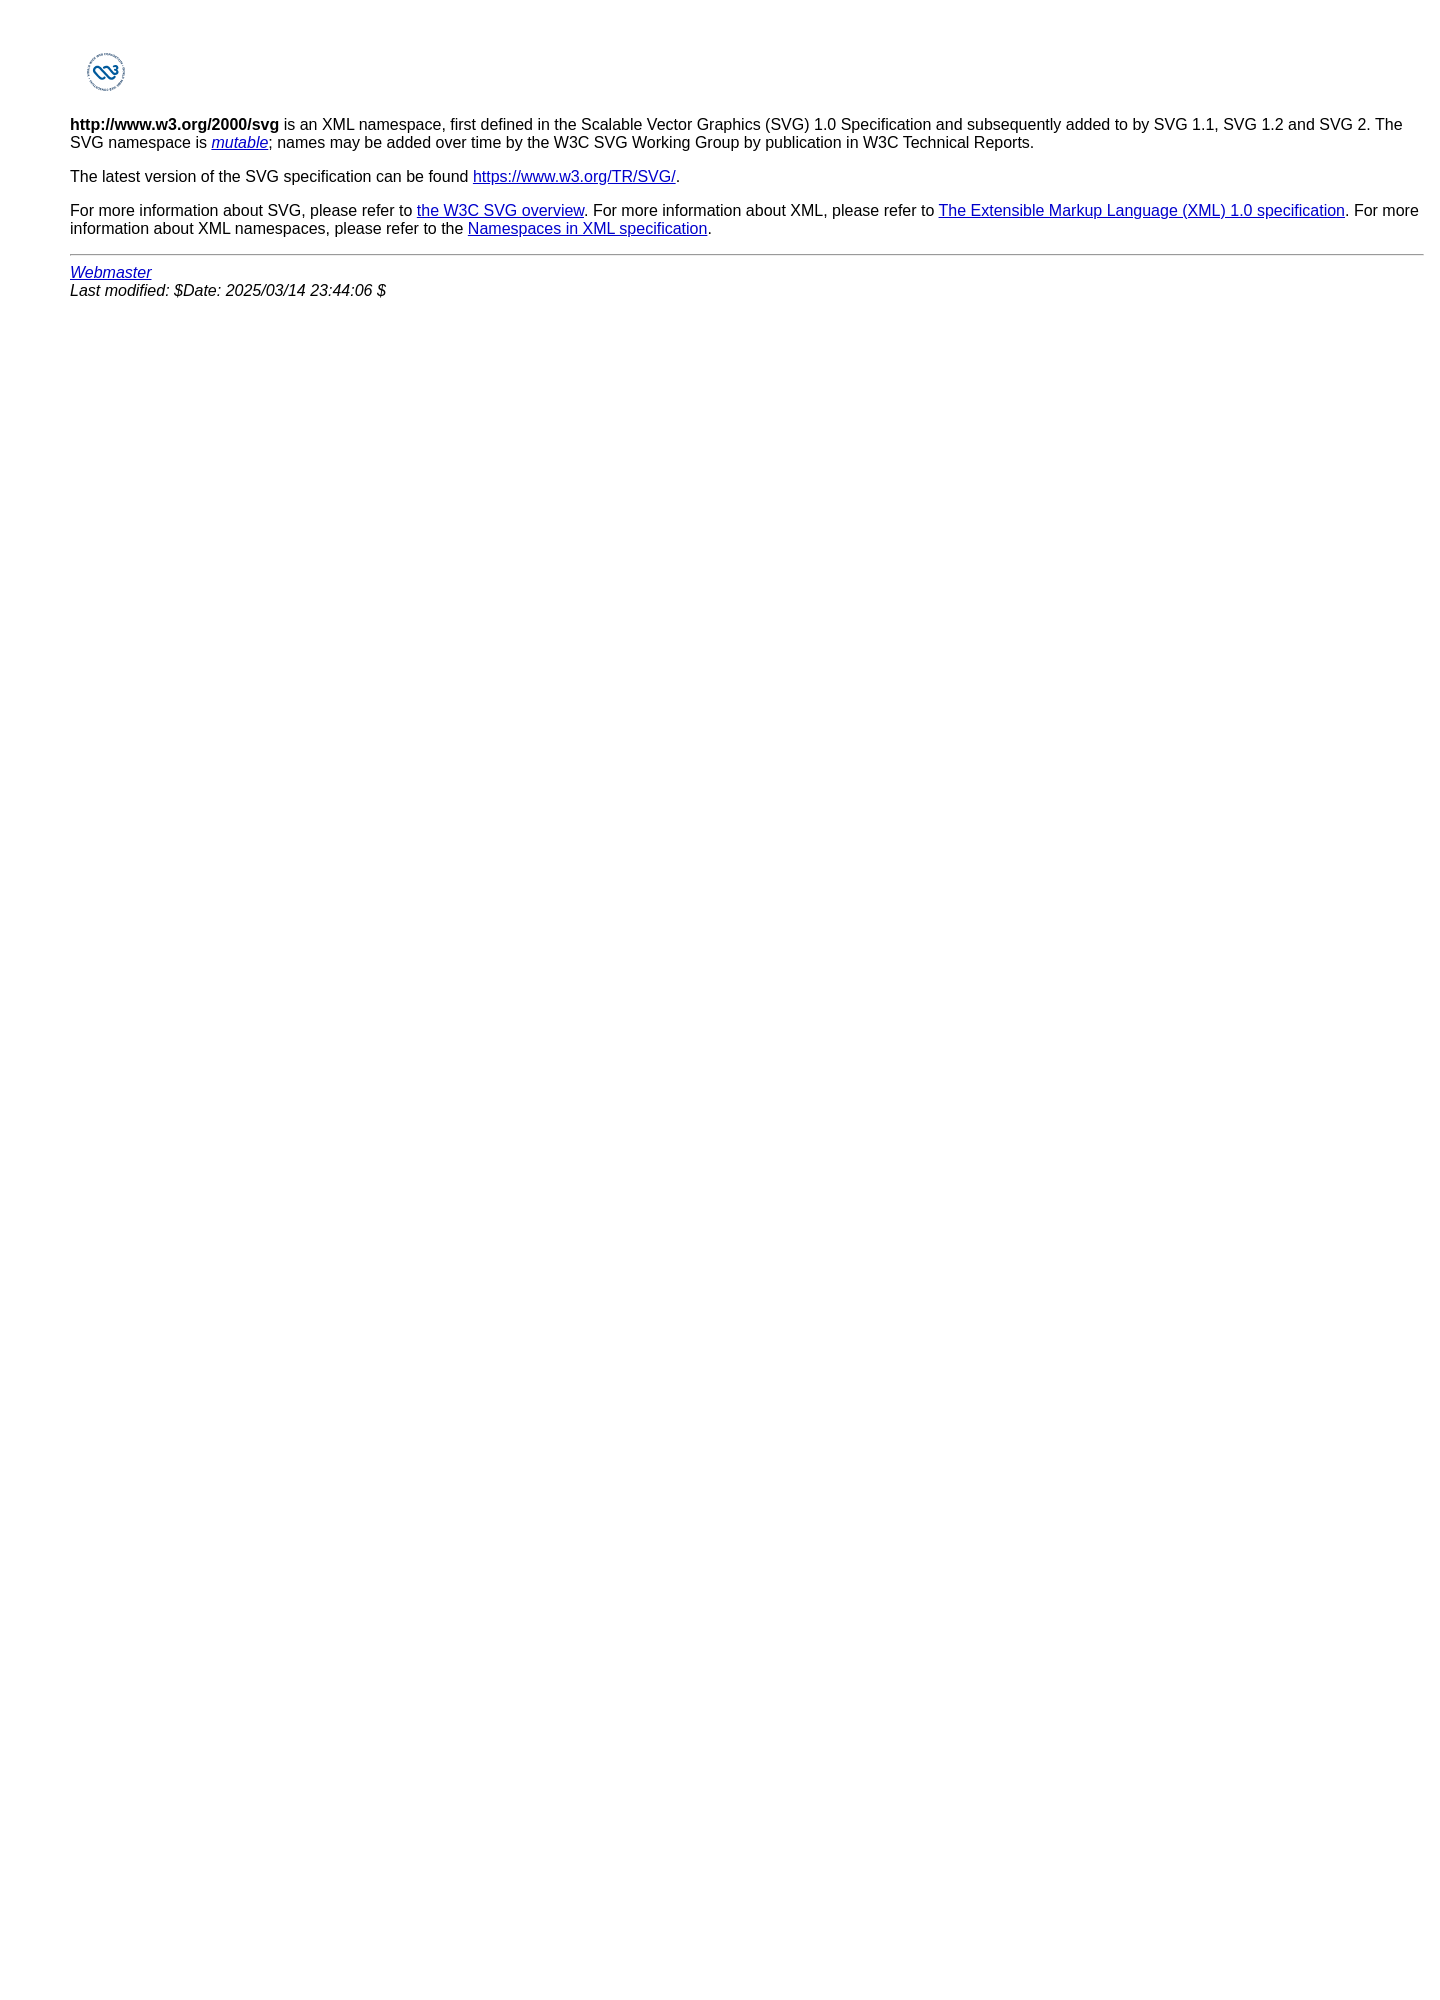 http://www.w3.org/2000/svg is an XML namespace, first defined in the Scalable Vector Graphics (SVG) 1.0 Specification and subsequently added to by SVG 1.1, SVG 1.2 and SVG 2. The
SVG namespace is mutable; names may be added over time by the W3C SVG Working Group by publication in W3C Technical Reports.
The latest version of the SVG specification can be found https://www.w3.org/TR/SVG/.
For more information about SVG, please refer to the W3C SVG overview. For more information about XML, please refer to The Extensible Markup Language (XML) 1.0 specification. For more
information about XML namespaces, please refer to the Namespaces in XML specification.
Webmaster
Last modified: $Date: 2025/03/14 23:44:06 $